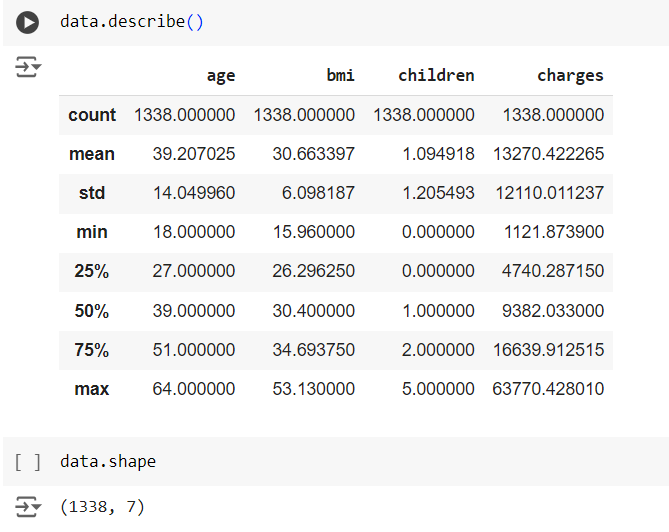 data.describe()
age bmi children charges
count 1338.000000 1338.000000 1338.000000 1338.000000
mean 39.207025 30.663397 1.094918 13270.422265
std 14.049960 6.098187 1.205493 12110.011237
min 18.000000 15.960000 0.000000 1121.873900
25% 27.000000 26.296250 0.000000 4740.287150
50% 39.000000 30.400000 1.000000 9382.033000
75% 51.000000 34.693750 2.000000 16639.912515
max 64.000000 53.130000 5.000000 63770.428010
[ ] data.shape
(1338, 7)